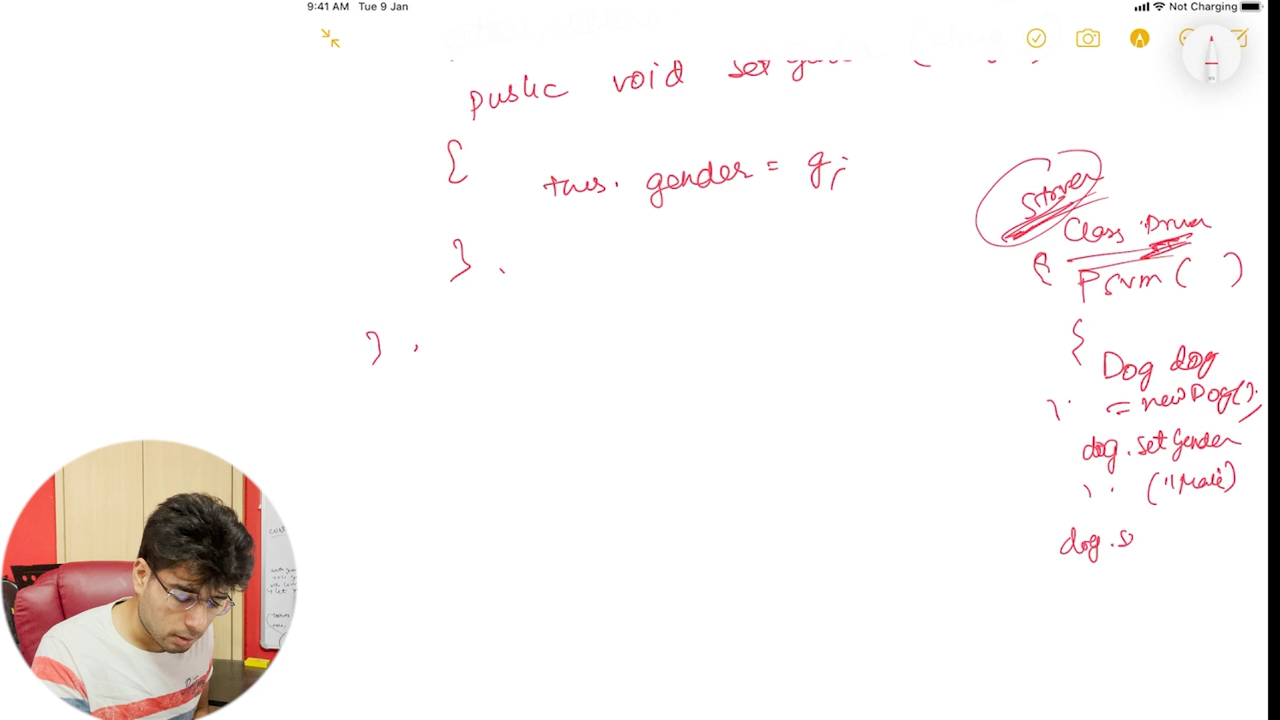 9:41 AM Tue 9 Jan
Not Charging
public void set
{
this. gender = g;
}.
}.
Class Driver
{ Psvm ( )
{
Dog dog
= new Dog();
dog. set Gender
("Male)
dog .s